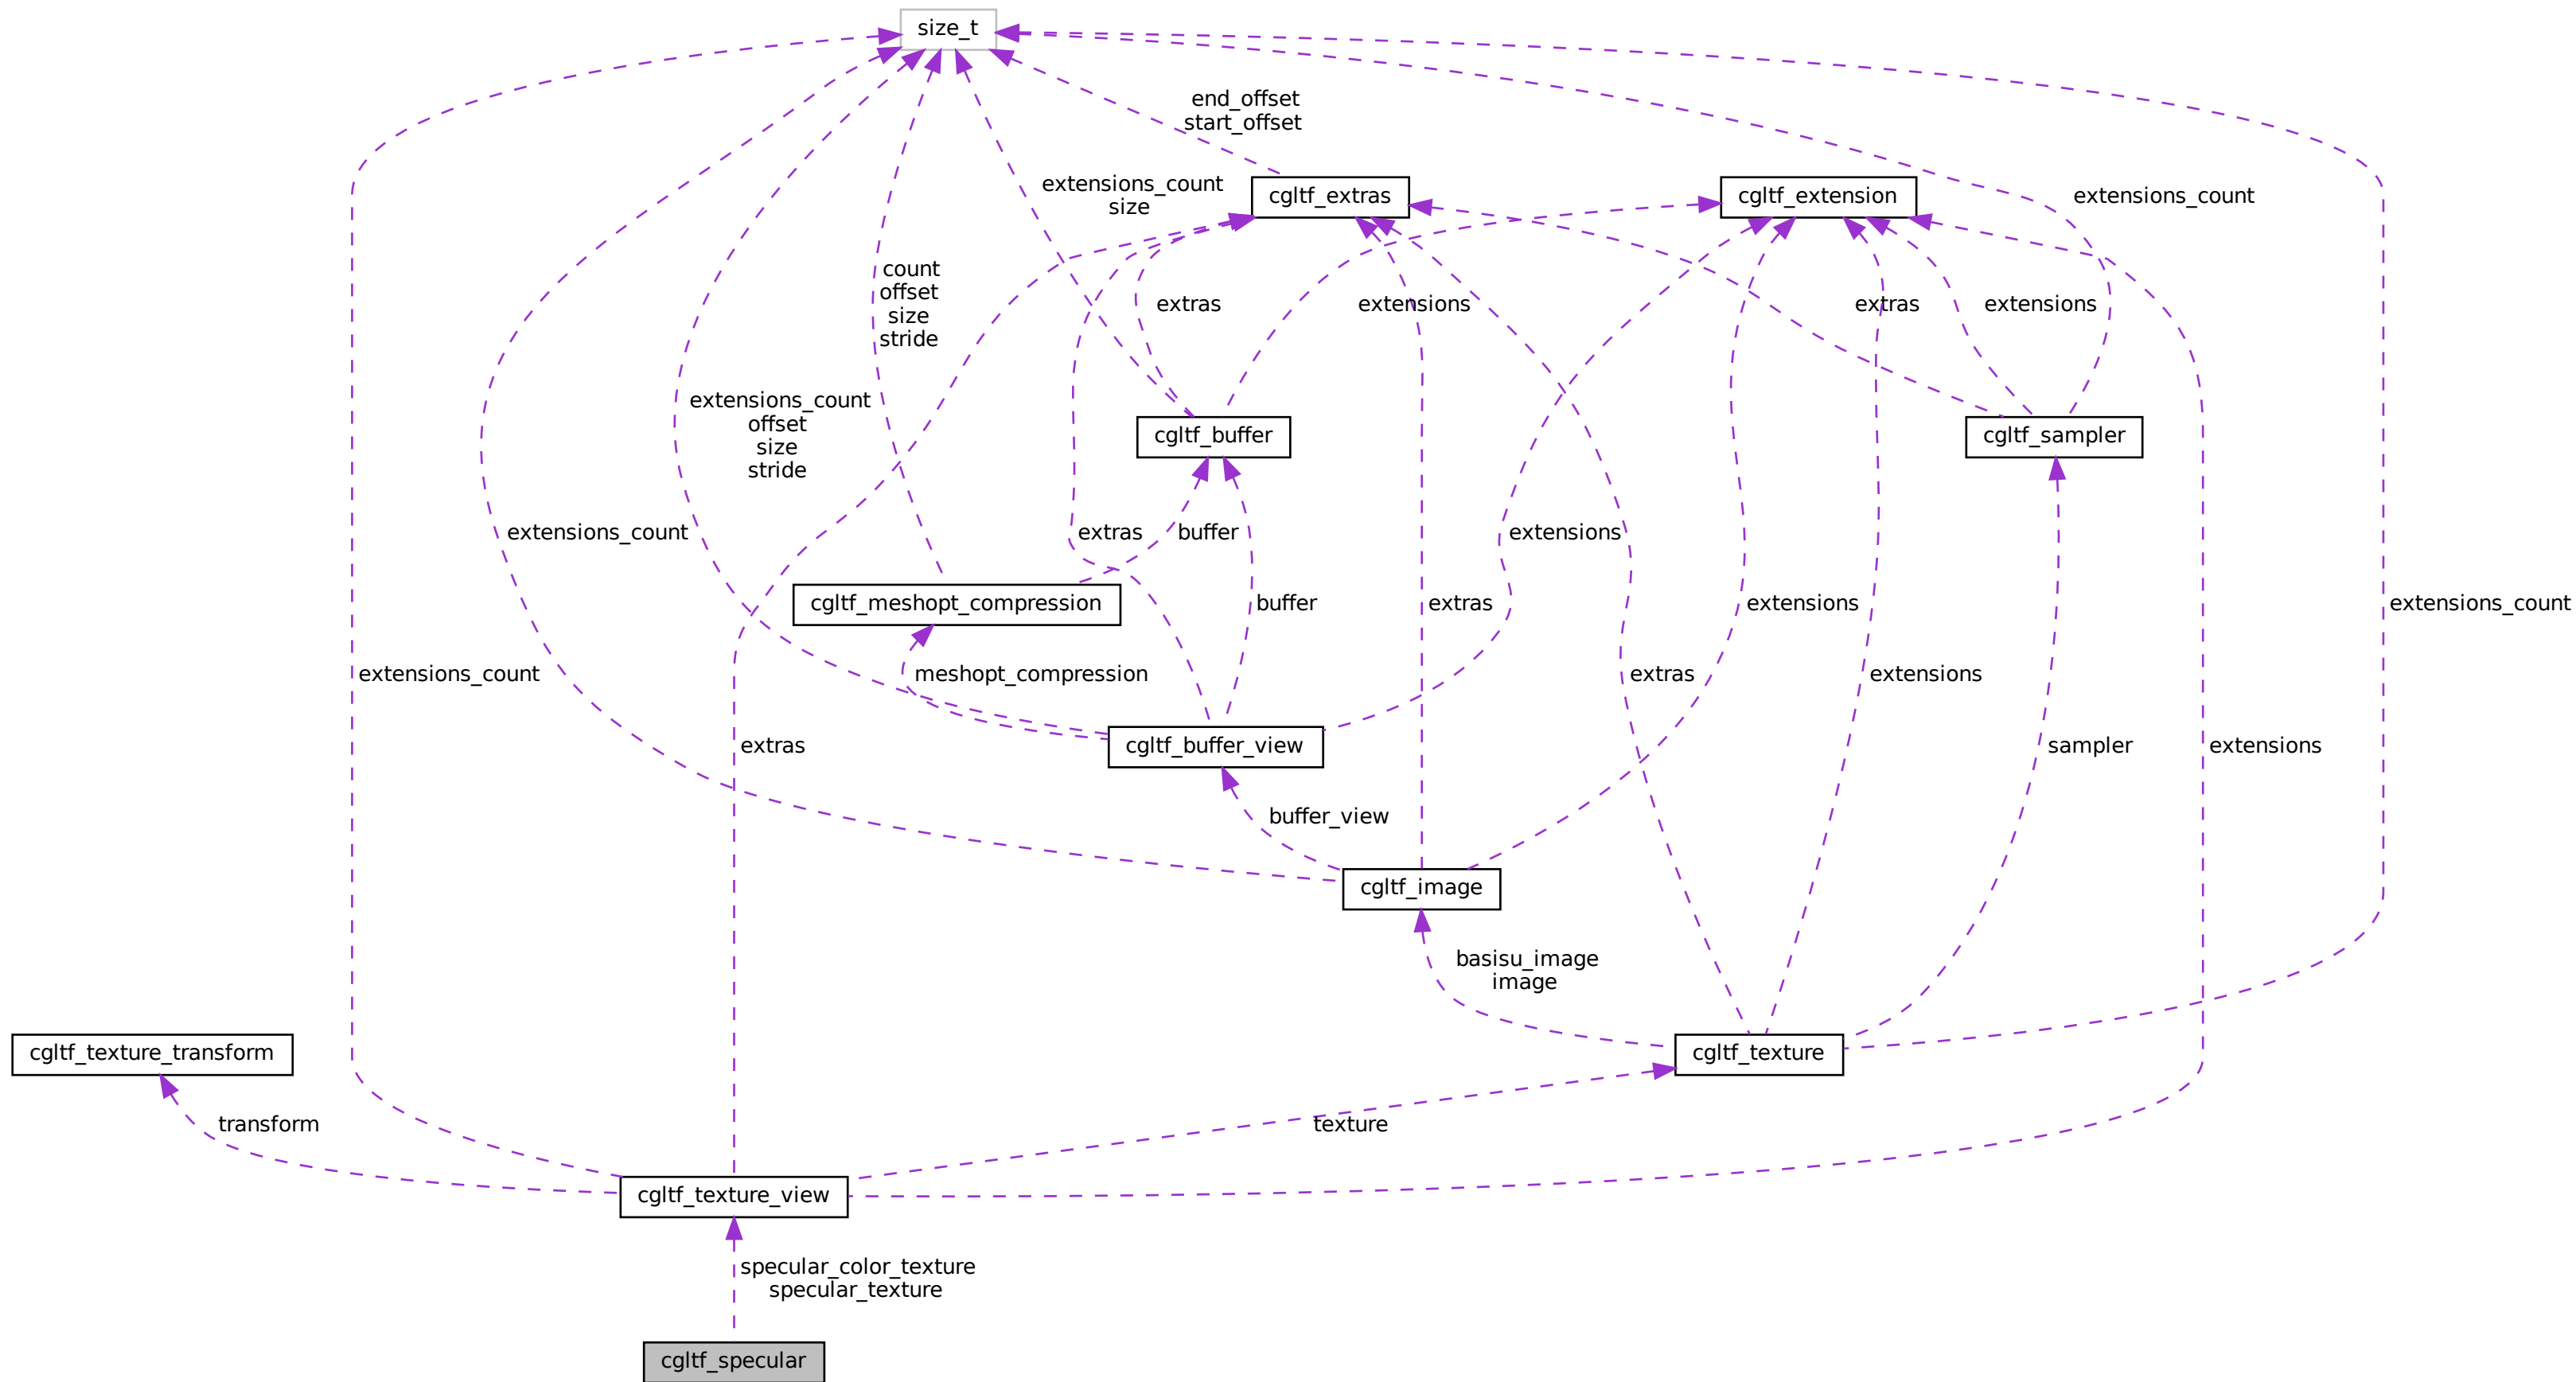 size_t
end_offset
start_offset
extensions_count
size
cgltf_extras
cgltf_extension
extensions_count
count
offset
size
stride
extras
extensions
extras
extensions
extensions_count
offset
size
stride
cgltf_buffer
cgltf_sampler
extensions_count
extras
buffer
extensions
cgltf_meshopt_compression
buffer
extras
extensions
extensions_count
extensions_count
meshopt_compression
extras
extensions
extras
cgltf_buffer_view
sampler
extensions
buffer_view
cgltf_image
basisu_image
image
cgltf_texture_transform
cgltf_texture
transform
texture
cgltf_texture_view
specular_color_texture
specular_texture
cgltf_specular